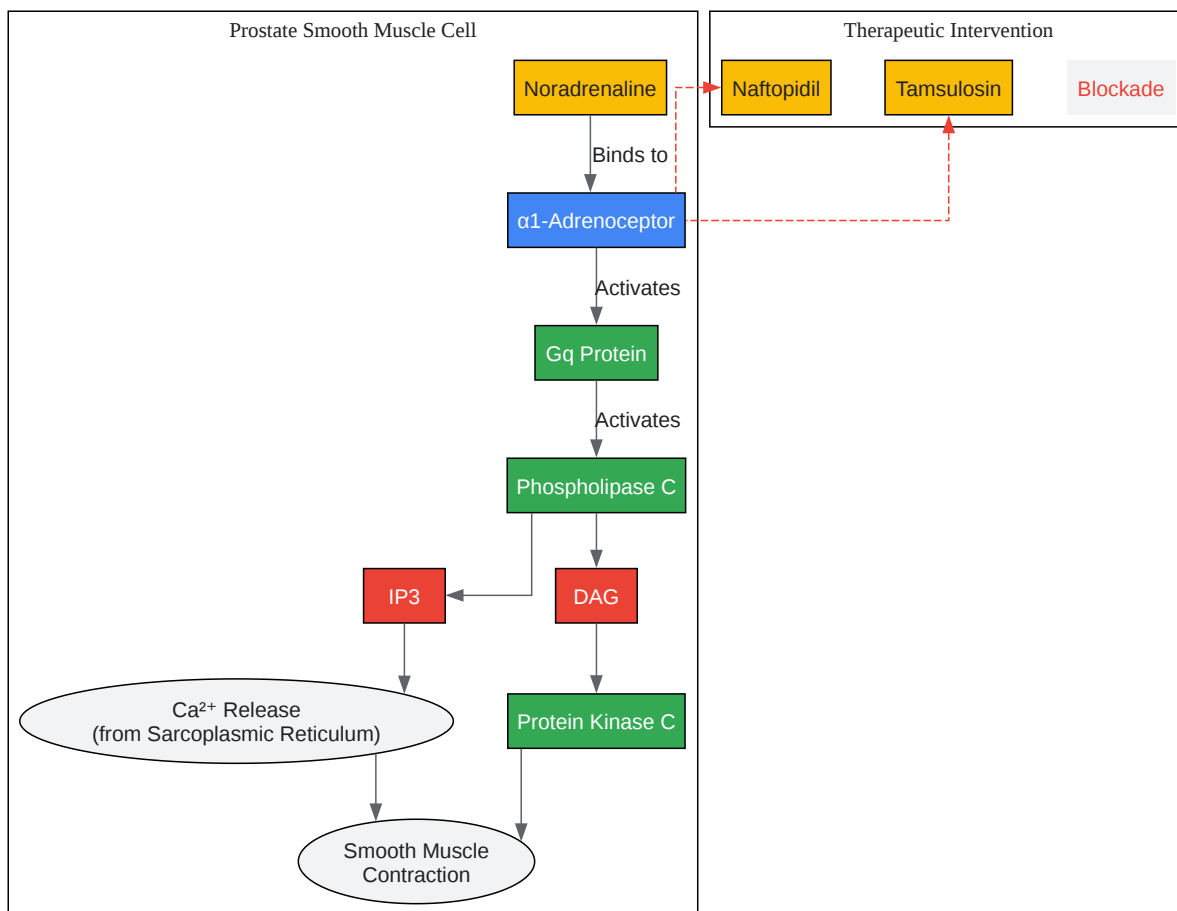 Prostate Smooth Muscle Cell
Therapeutic Intervention
Noradrenaline
Naftopidil
Tamsulosin
Blockade
Binds to
α1-Adrenoceptor
Activates
Gq Protein
Activates
Phospholipase C
IP3
DAG
Ca²⁺ Release
(from Sarcoplasmic Reticulum)
Protein Kinase C
Smooth Muscle
Contraction